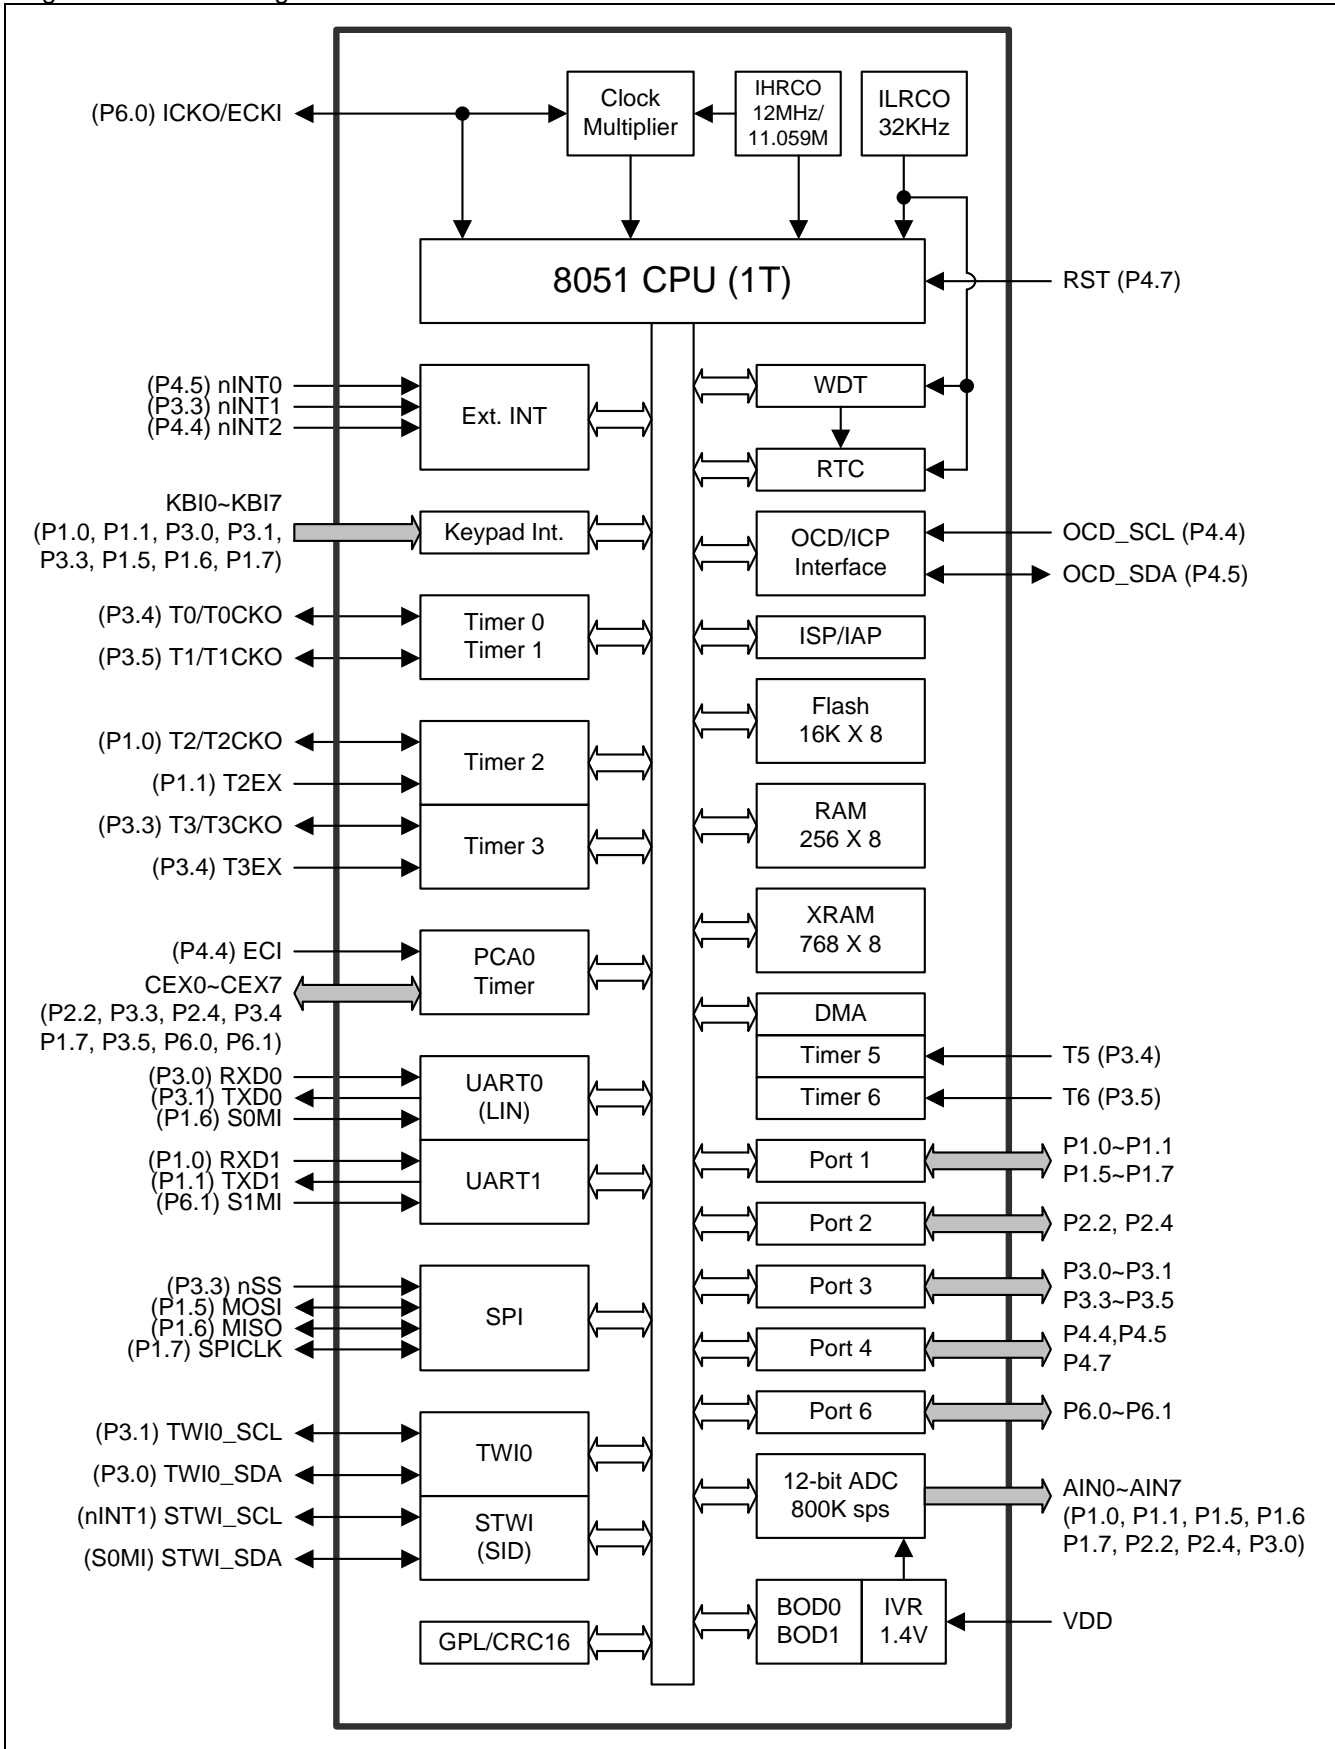 (P6.0) ICKO/ECKI
Clock
Multiplier
IHRCO
12MHz/
11.059M
ILRCO
32KHz
8051 CPU (1T)
RST (P4.7)
(P4.5) nINT0
(P3.3) nINT1
(P4.4) nINT2
Ext. INT
WDT
RTC
KBI0~KBI7
(P1.0, P1.1, P3.0, P3.1,
P3.3, P1.5, P1.6, P1.7)
Keypad Int.
OCD/ICP
Interface
OCD_SCL (P4.4)
OCD_SDA (P4.5)
(P3.4) T0/T0CKO
(P3.5) T1/T1CKO
Timer 0
Timer 1
ISP/IAP
Flash
16K X 8
(P1.0) T2/T2CKO
(P1.1) T2EX
Timer 2
(P3.3) T3/T3CKO
(P3.4) T3EX
Timer 3
RAM
256 X 8
XRAM
768 X 8
(P4.4) ECI
CEX0~CEX7
(P2.2, P3.3, P2.4, P3.4
P1.7, P3.5, P6.0, P6.1)
PCA0
Timer
DMA
Timer 5
Timer 6
T5 (P3.4)
T6 (P3.5)
(P3.0) RXD0
(P3.1) TXD0
(P1.6) S0MI
UART0
(LIN)
(P1.0) RXD1
(P1.1) TXD1
(P6.1) S1MI
UART1
Port 1
P1.0~P1.1
P1.5~P1.7
Port 2
P2.2, P2.4
(P3.3) nSS
(P1.5) MOSI
(P1.6) MISO
(P1.7) SPICLK
SPI
Port 3
P3.0~P3.1
P3.3~P3.5
Port 4
P4.4,P4.5
P4.7
Port 6
P6.0~P6.1
(P3.1) TWI0_SCL
(P3.0) TWI0_SDA
TWI0
(nINT1) STWI_SCL
(S0MI) STWI_SDA
STWI
(SID)
12-bit ADC
800K sps
AIN0~AIN7
(P1.0, P1.1, P1.5, P1.6
P1.7, P2.2, P2.4, P3.0)
GPL/CRC16
BOD0
BOD1
IVR
1.4V
VDD